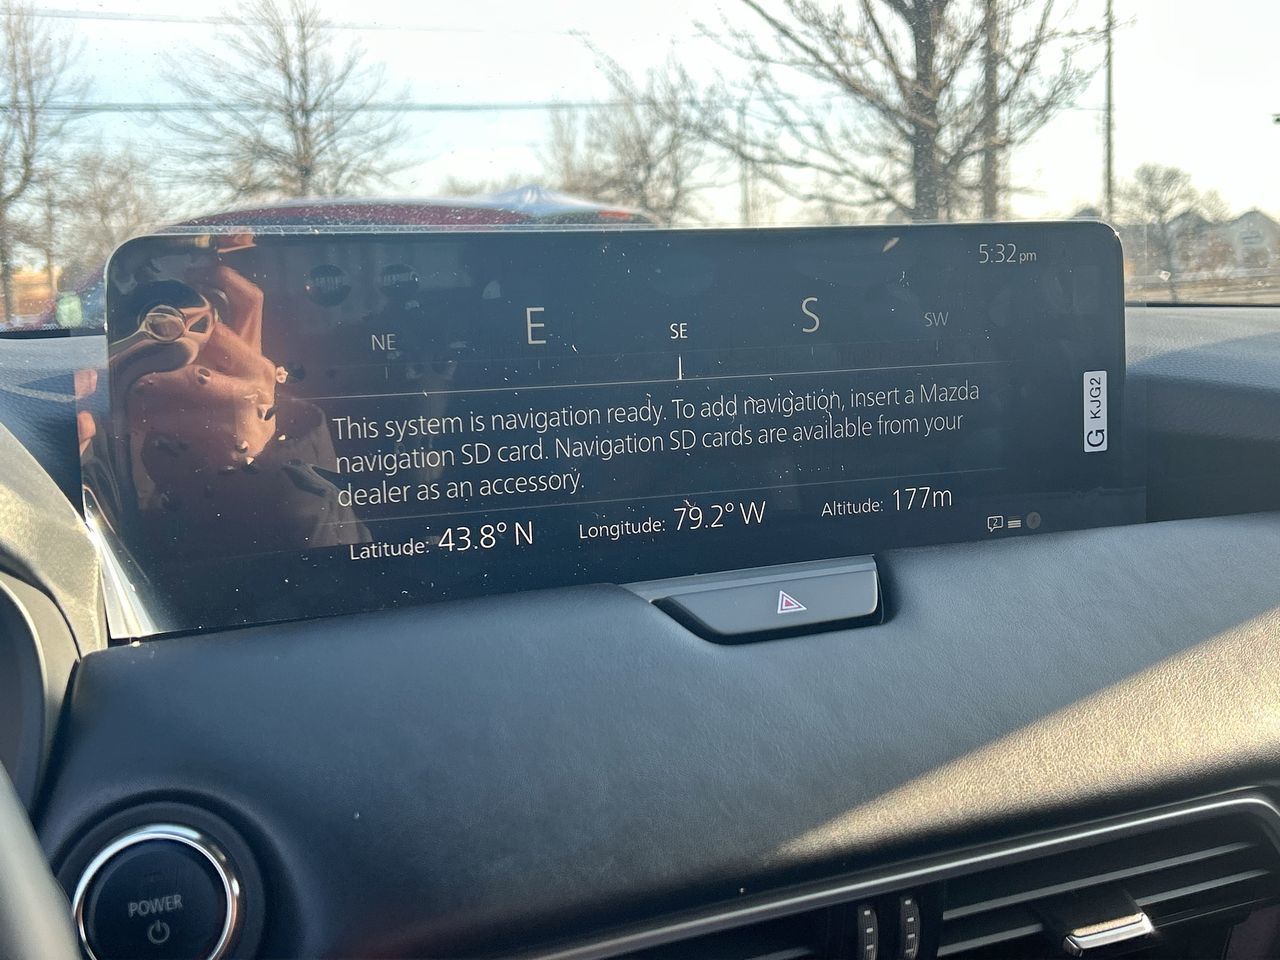 5:32pm
NE E SE S SW
This system is navigation ready. To add navigation, insert a Mazda
navigation SD card. Navigation SD cards are available from your
dealer as an accessory.
Latitude: 43.8° N Longitude: 79.2° W Altitude: 177m
G KJG2
2
POWER